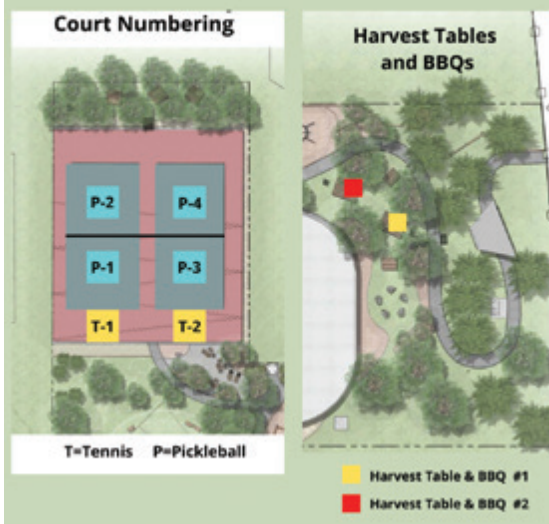 Court Numbering
P-2 P-4
P-1 P-3
T-1 T-2
T=Tennis P=Pickleball
Harvest Tables
and BBQs
Harvest Table & BBQ #1
Harvest Table & BBQ #2